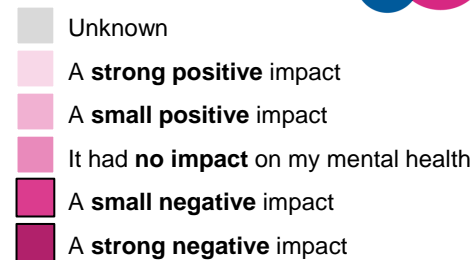 Unknown
A strong positive impact
A small positive impact
It had no impact on my mental health
A small negative impact
A strong negative impact